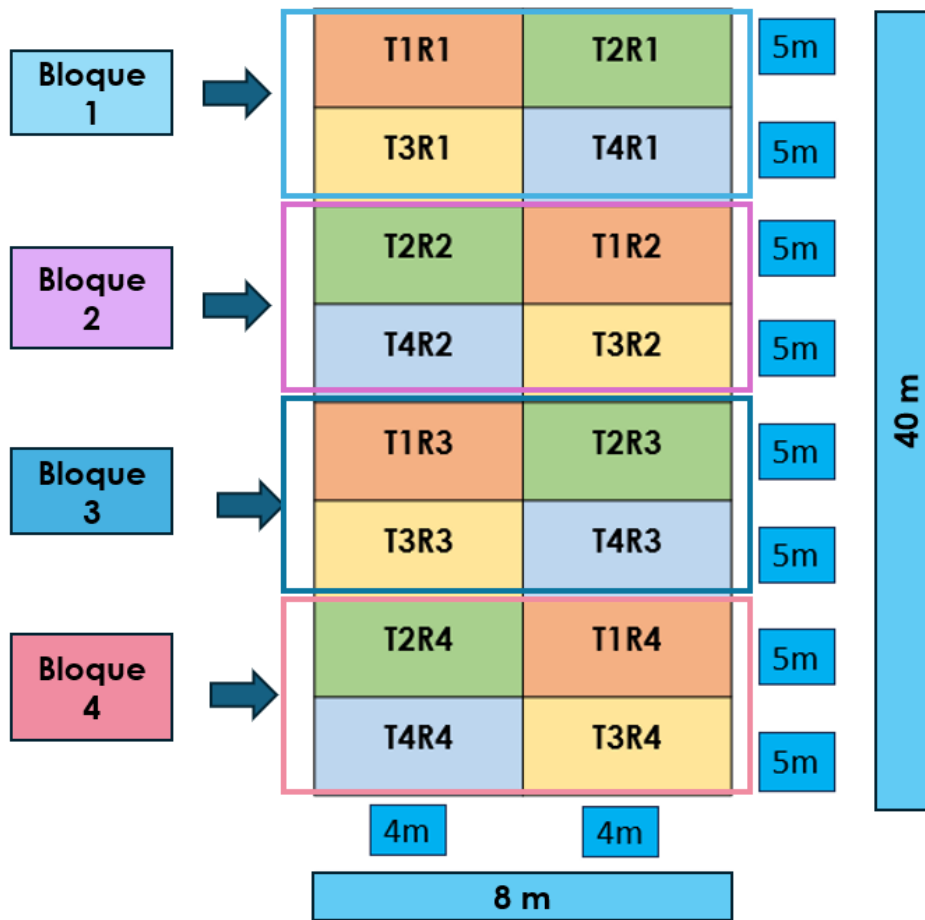 Bloque
1
T1R1
T2R1
5m
T3R1
T4R1
5m
Bloque
2
T2R2
T1R2
5m
T4R2
T3R2
5m
40 m
Bloque
3
T1R3
T2R3
5m
T3R3
T4R3
5m
Bloque
4
T2R4
T1R4
5m
T4R4
T3R4
5m
4m
4m
8 m